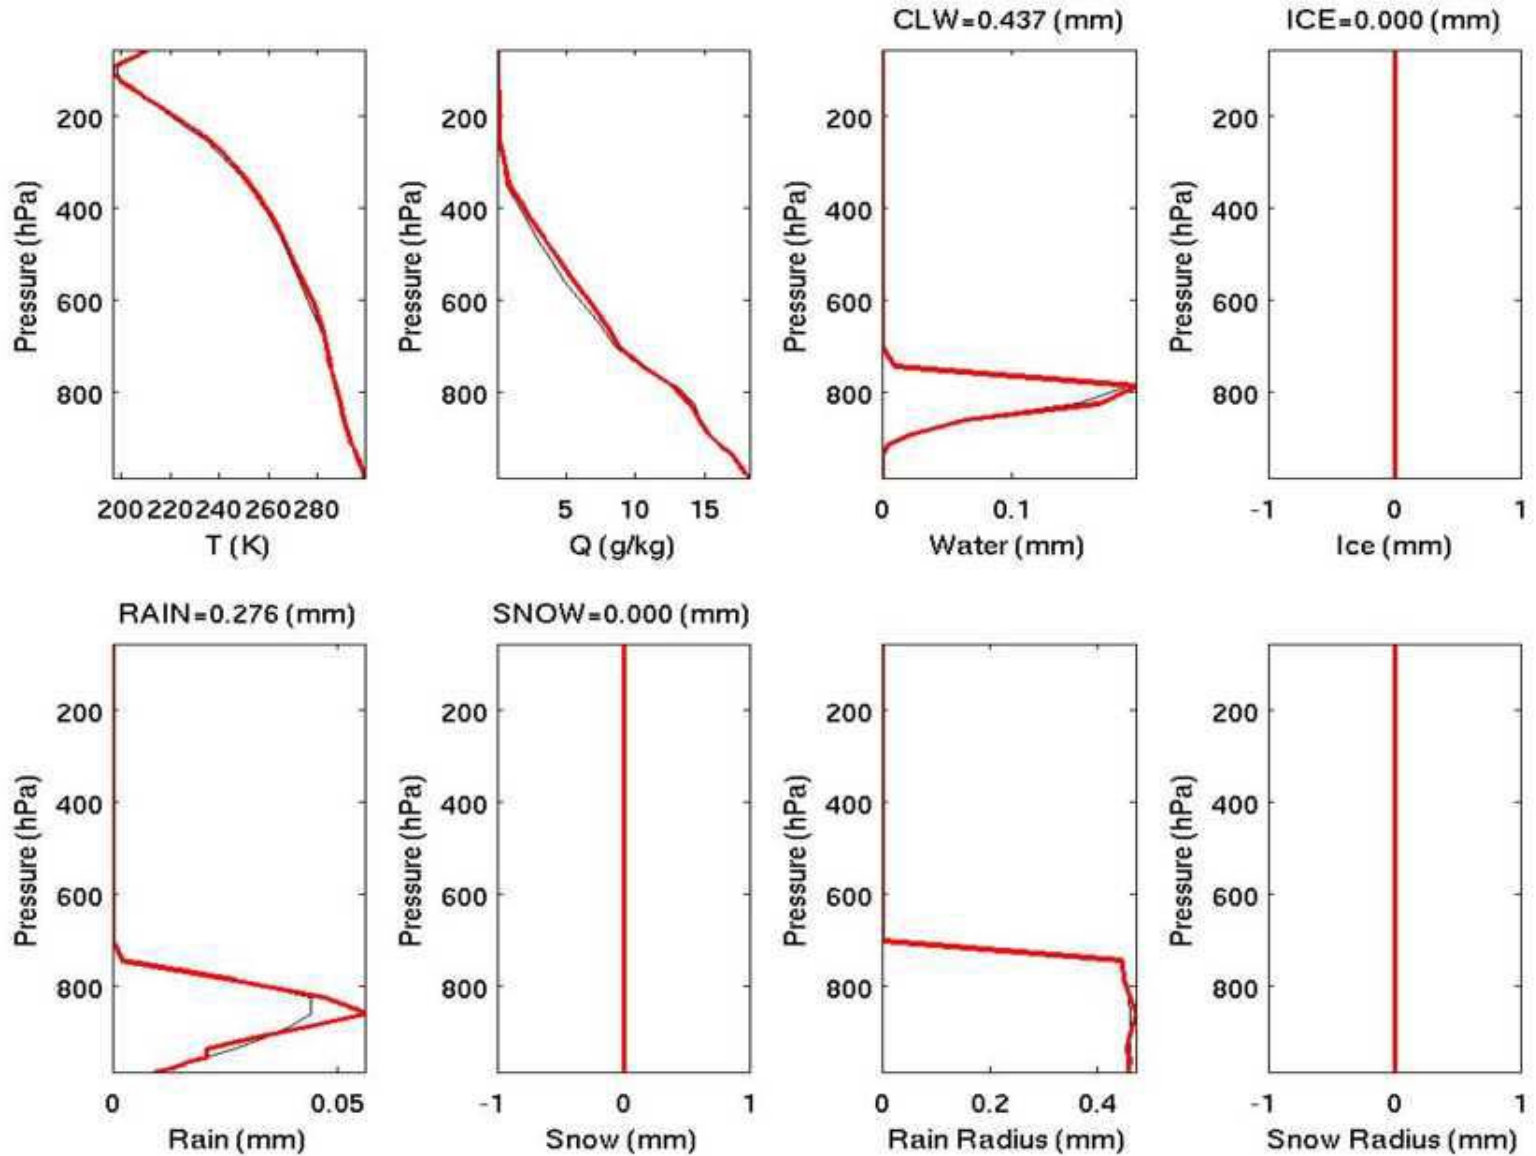 CLW=0.437 (mm)
ICE=0.000 (mm)
Pressure (hPa)
200
400
600
800
200 220 240 260 280
T (K)
Pressure (hPa)
200
400
600
800
5 10 15
Q (g/kg)
Pressure (hPa)
200
400
600
800
0 0.1
Water (mm)
Pressure (hPa)
200
400
600
800
-1 0 1
Ice (mm)
RAIN=0.276 (mm)
SNOW=0.000 (mm)
Pressure (hPa)
200
400
600
800
0 0.05
Rain (mm)
Pressure (hPa)
200
400
600
800
-1 0 1
Snow (mm)
Pressure (hPa)
200
400
600
800
0 0.2 0.4
Rain Radius (mm)
Pressure (hPa)
200
400
600
800
-1 0 1
Snow Radius (mm)